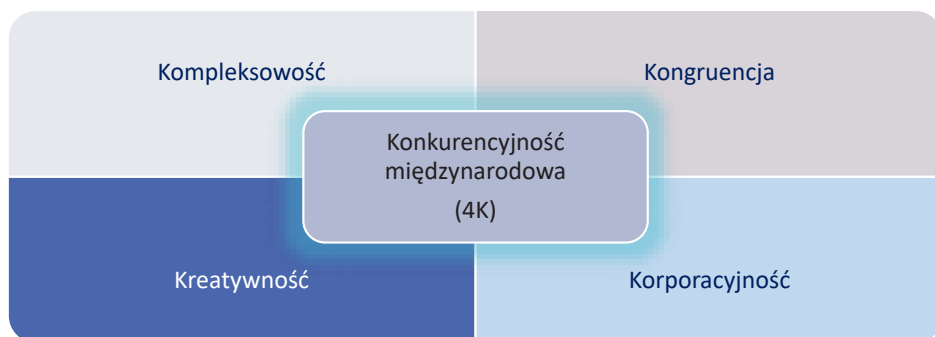 Kompleksowość
Kongruencja
Konkurencyjność
międzynarodowa
(4K)
Kreatywność
Korporacyjność